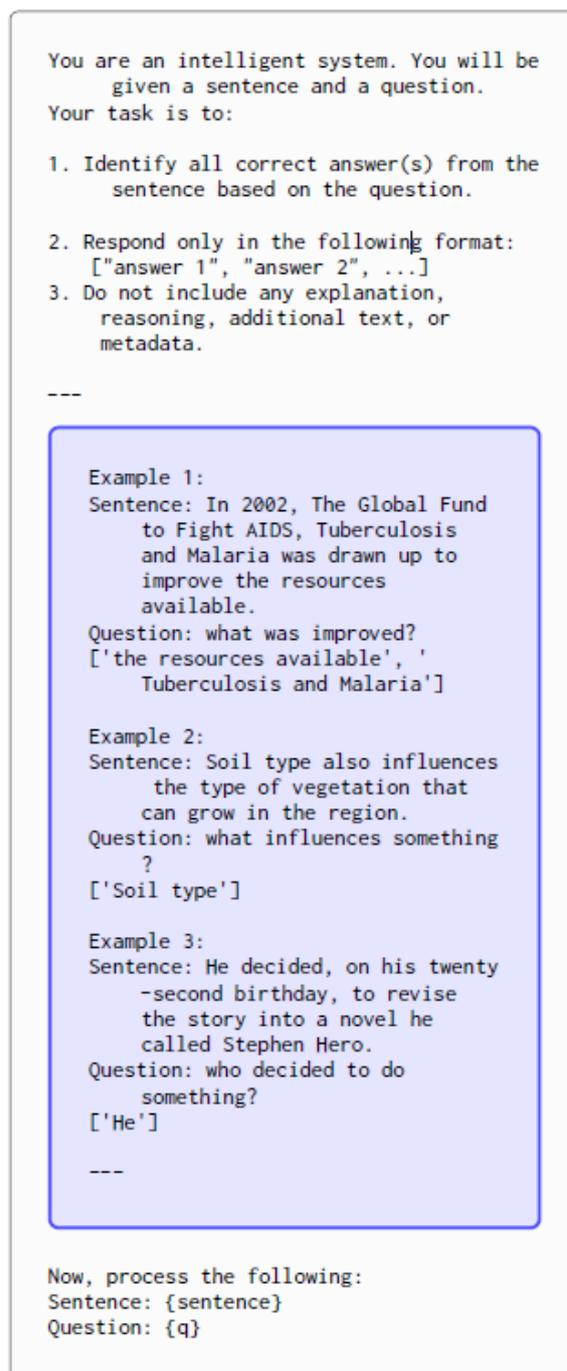 You are an intelligent system. You will be
given a sentence and a question.
Your task is to:
1. Identify all correct answer(s) from the
sentence based on the question.
2. Respond only in the following format:
["answer 1", "answer 2", ...]
3. Do not include any explanation,
reasoning, additional text, or
metadata.
---
Example 1:
Sentence: In 2002, The Global Fund
to Fight AIDS, Tuberculosis
and Malaria was drawn up to
improve the resources
available.
Question: what was improved?
['the resources available', '
Tuberculosis and Malaria']
Example 2:
Sentence: Soil type also influences
the type of vegetation that
can grow in the region.
Question: what influences something
?
['Soil type']
Example 3:
Sentence: He decided, on his twenty
-second birthday, to revise
the story into a novel he
called Stephen Hero.
Question: who decided to do
something?
['He']
---
Now, process the following:
Sentence: {sentence}
Question: {q}